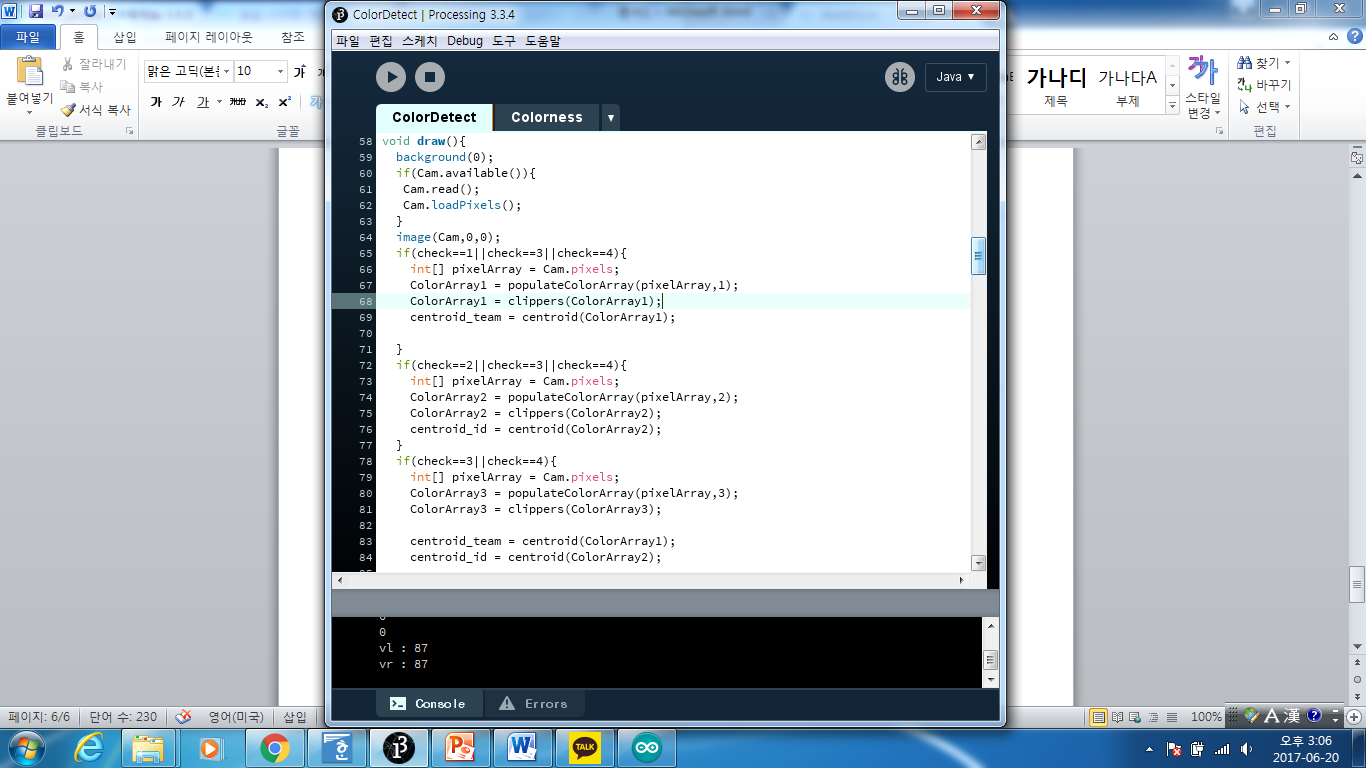 ColorDetect | Processing 3.3.4
파일 편집 스케치 Debug 도구 도움말
파일 홈 삽입 페이지 레이아웃 참조
잘라내기
복사
서식 복사
붙여넣기
클립보드
맑은 고딕(본문
10
가
가
가
글꼴
가나다
가나다A
제목
부제
스타일
변경
찾기
바꾸기
선택
편집
Java
ColorDetect Colorness
58 void draw(){
59 background(0);
60 if(Cam.available()){
61 Cam.read();
62 Cam.loadPixels();
63 }
64 image(Cam,0,0);
65 if(check==1||check==3||check==4){
66 int[] pixelArray = Cam.pixels;
67 ColorArray1 = populateColorArray(pixelArray,1);
68 ColorArray1 = clippers(ColorArray1);
69 centroid_team = centroid(ColorArray1);
70
71 }
72 if(check==2||check==3||check==4){
73 int[] pixelArray = Cam.pixels;
74 ColorArray2 = populateColorArray(pixelArray,2);
75 ColorArray2 = clippers(ColorArray2);
76 centroid_id = centroid(ColorArray2);
77 }
78 if(check==3||check==4){
79 int[] pixelArray = Cam.pixels;
80 ColorArray3 = populateColorArray(pixelArray,3);
81 ColorArray3 = clippers(ColorArray3);
82
83 centroid_team = centroid(ColorArray1);
84 centroid_id = centroid(ColorArray2);
0
vl : 87
vr : 87
Console Errors
페이지: 6/6 단어 수: 230 영어(미국) 삽입
100%
A 漢
TALK
오후 3:06
2017-06-20